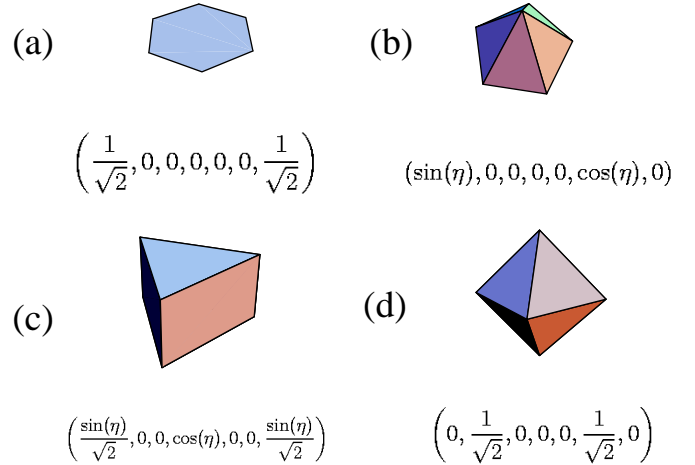 (a) (b)
(1/√2, 0, 0, 0, 0, 0, 1/√2)
(sin(η), 0, 0, 0, 0, cos(η), 0)
(c) (d)
(sin(η)/√2, 0, 0, cos(η), 0, 0, sin(η)/√2)
(0, 1/√2, 0, 0, 0, 1/√2, 0)